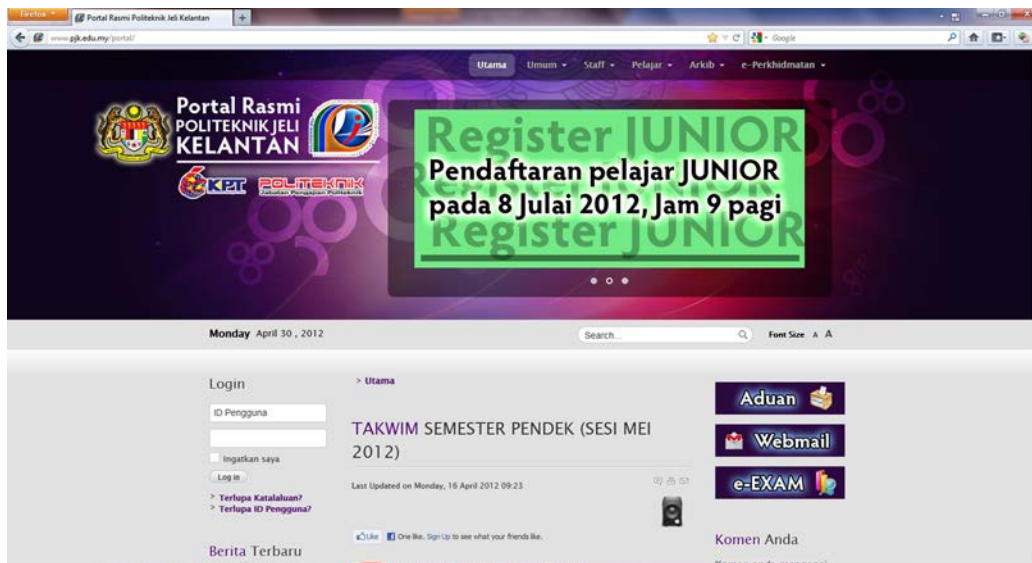 Firefox
Portal Rasmi Politeknik Jeli Kelantan
www.pjk.edu.my/portal/
Google
Utama Umum Staff Pelajar Arkib e-Perkhidmatan
Portal Rasmi
POLITEKNIK JELI
KELANTAN
KPT POLITEKNIK
Jabatan Pengajian Politeknik
Register JUNIOR
Pendaftaran pelajar JUNIOR
pada 8 Julai 2012, Jam 9 pagi
Register JUNIOR
Monday April 30 , 2012
Search...
Font Size A A
Login
ID Pengguna
Ingatkan saya
Log in
> Terlupa Katalaluan?
> Terlupa ID Pengguna?
Berita Terbaru
> Utama
TAKWIM SEMESTER PENDEK (SESI MEI
2012)
Last Updated on Monday, 16 April 2012 09:23
Like One like. Sign Up to see what your friends like.
Aduan
Webmail
e-EXAM
Komen Anda